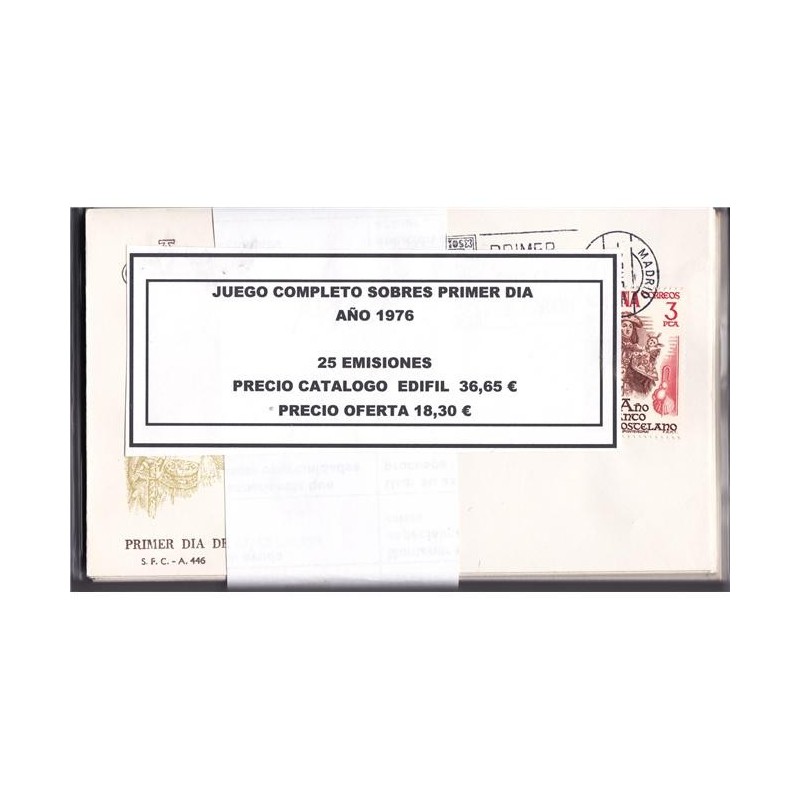 JUEGO COMPLETO SOBRES PRIMER DIA
AÑO 1976
25 EMISIONES
PRECIO CATALOGO EDIFIL 36,65 €
PRECIO OFERTA 18,30 €
PRIMER
MADRID
CORREOS
3
PTA
AÑO
PRIMER DIA DE
S. F. C. - A. 446